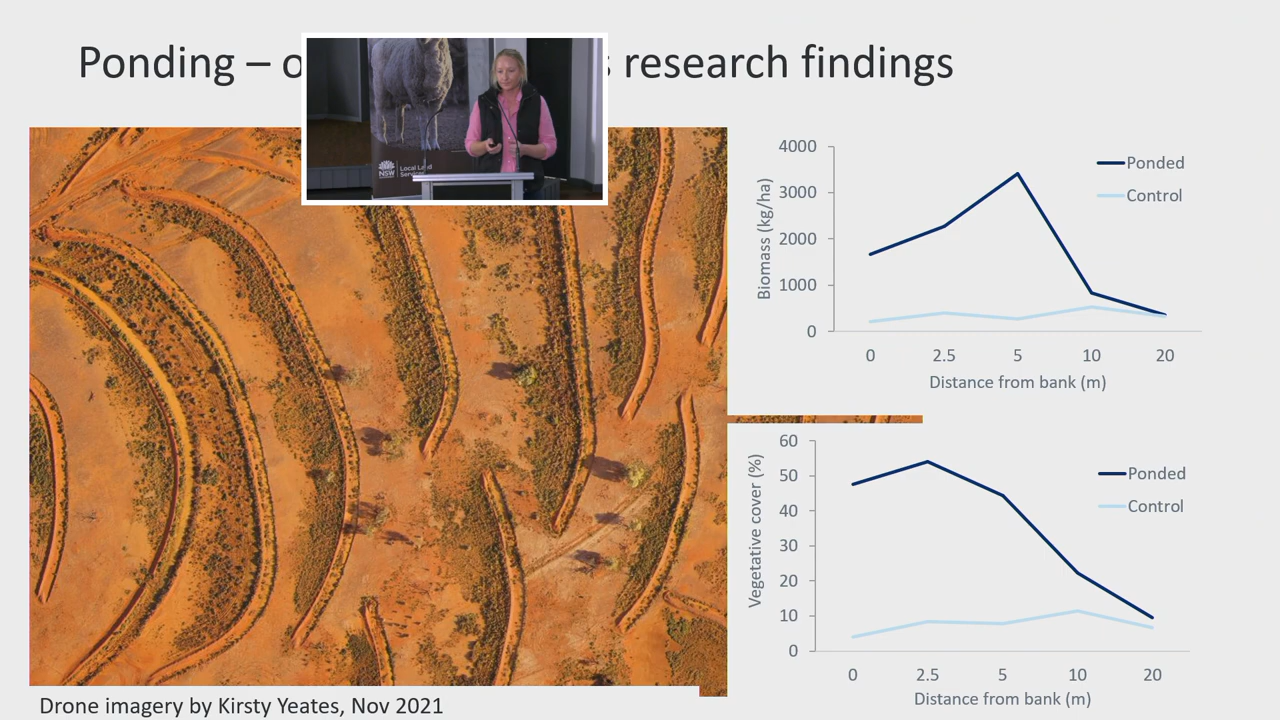 Ponding – o s research findings
NSW
Local Land
Services
4000
3000
2000
1000
0
Biomass (kg/ha)
Ponded
Control
0 2.5 5 10 20
Distance from bank (m)
60
50
40
30
20
10
0
Vegetative cover (%)
Ponded
Control
0 2.5 5 10 20
Distance from bank (m)
Drone imagery by Kirsty Yeates, Nov 2021